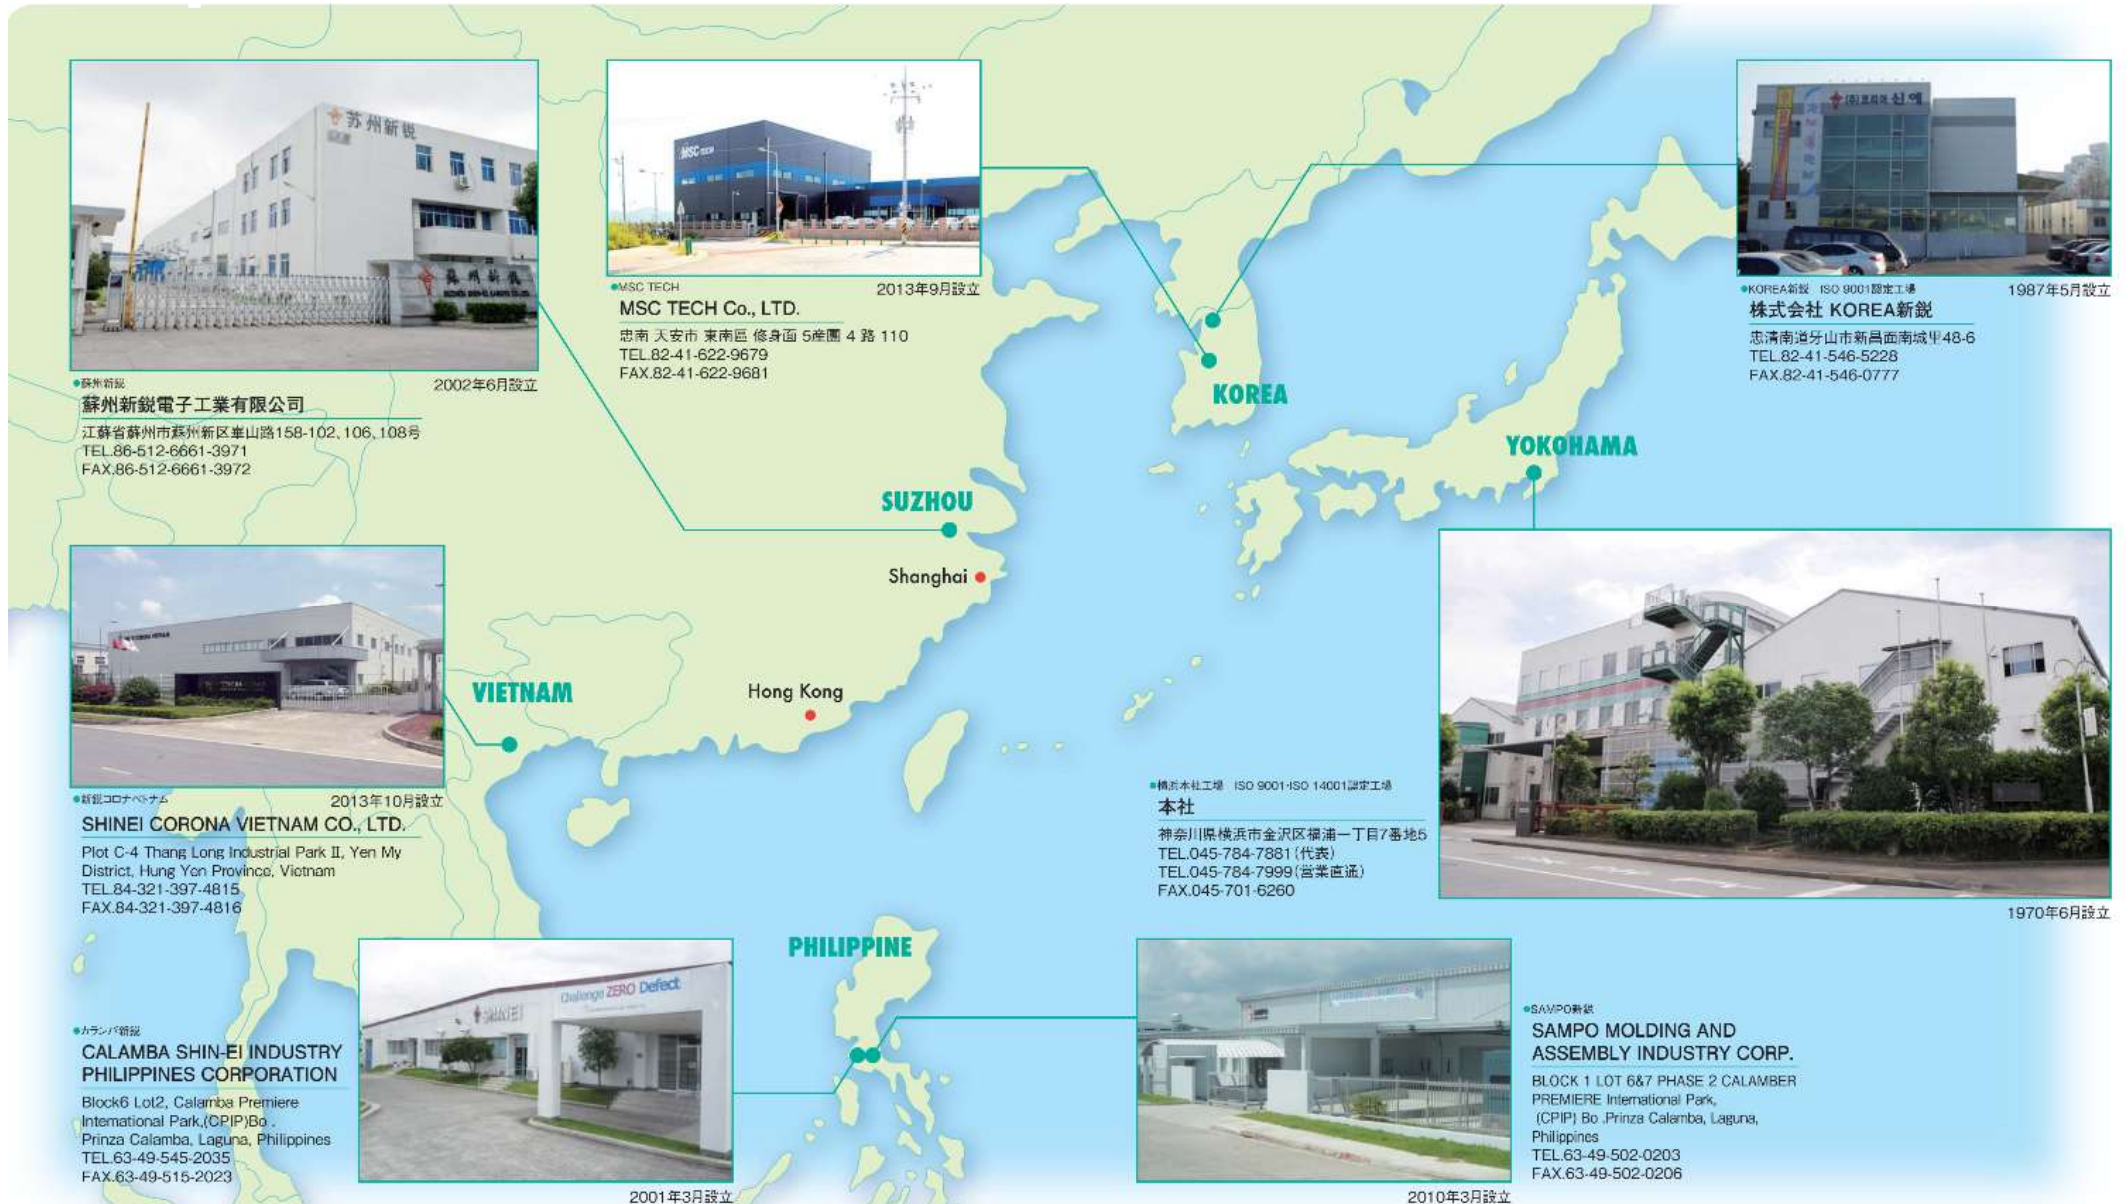 苏州新锐
蘇州新锐
MSC TECH
(주)코리아 신예
●蘇州新鋭
2002年6月設立
蘇州新鋭電子工業有限公司
江蘇省蘇州市蘇州新区峯山路158-102、106、108号
TEL.86-512-6661-3971
FAX.86-512-6661-3972
●MSC TECH
2013年9月設立
MSC TECH Co., LTD.
忠南 天安市 東南區 修身面 5産團 4 路 110
TEL.82-41-622-9679
FAX.82-41-622-9681
●KOREA新鋭 ISO 9001認定工場
1987年5月設立
株式会社 KOREA新鋭
忠清南道牙山市新昌面南城里48-6
TEL.82-41-546-5228
FAX.82-41-546-0777
KOREA
YOKOHAMA
SUZHOU
Shanghai
VIETNAM
Hong Kong
●新鋭コロナベトナム
2013年10月設立
SHINEI CORONA VIETNAM CO., LTD.
Plot C-4 Thang Long Industrial Park II, Yen My
District, Hung Yen Province, Vietnam
TEL.84-321-397-4815
FAX.84-321-397-4816
●横浜本社工場 ISO 9001・ISO 14001認定工場
本社
神奈川県横浜市金沢区福浦一丁目7番地5
TEL.045-784-7881(代表)
TEL.045-784-7999(営業直通)
FAX.045-701-6260
1970年6月設立
PHILIPPINE
SHINEI
Challenge ZERO Defect
●カランバ新鋭
CALAMBA SHIN-EI INDUSTRY
PHILIPPINES CORPORATION
Block6 Lot2, Calamba Premiere
International Park,(CPIP)Bo .
Prinza Calamba, Laguna, Philippines
TEL.63-49-545-2035
FAX.63-49-515-2023
2001年3月設立
●SAMPO新鋭
SAMPO MOLDING AND
ASSEMBLY INDUSTRY CORP.
BLOCK 1 LOT 6&7 PHASE 2 CALAMBER
PREMIERE International Park,
(CPIP) Bo .Prinza Calamba, Laguna,
Philippines
TEL.63-49-502-0203
FAX.63-49-502-0206
2010年3月設立